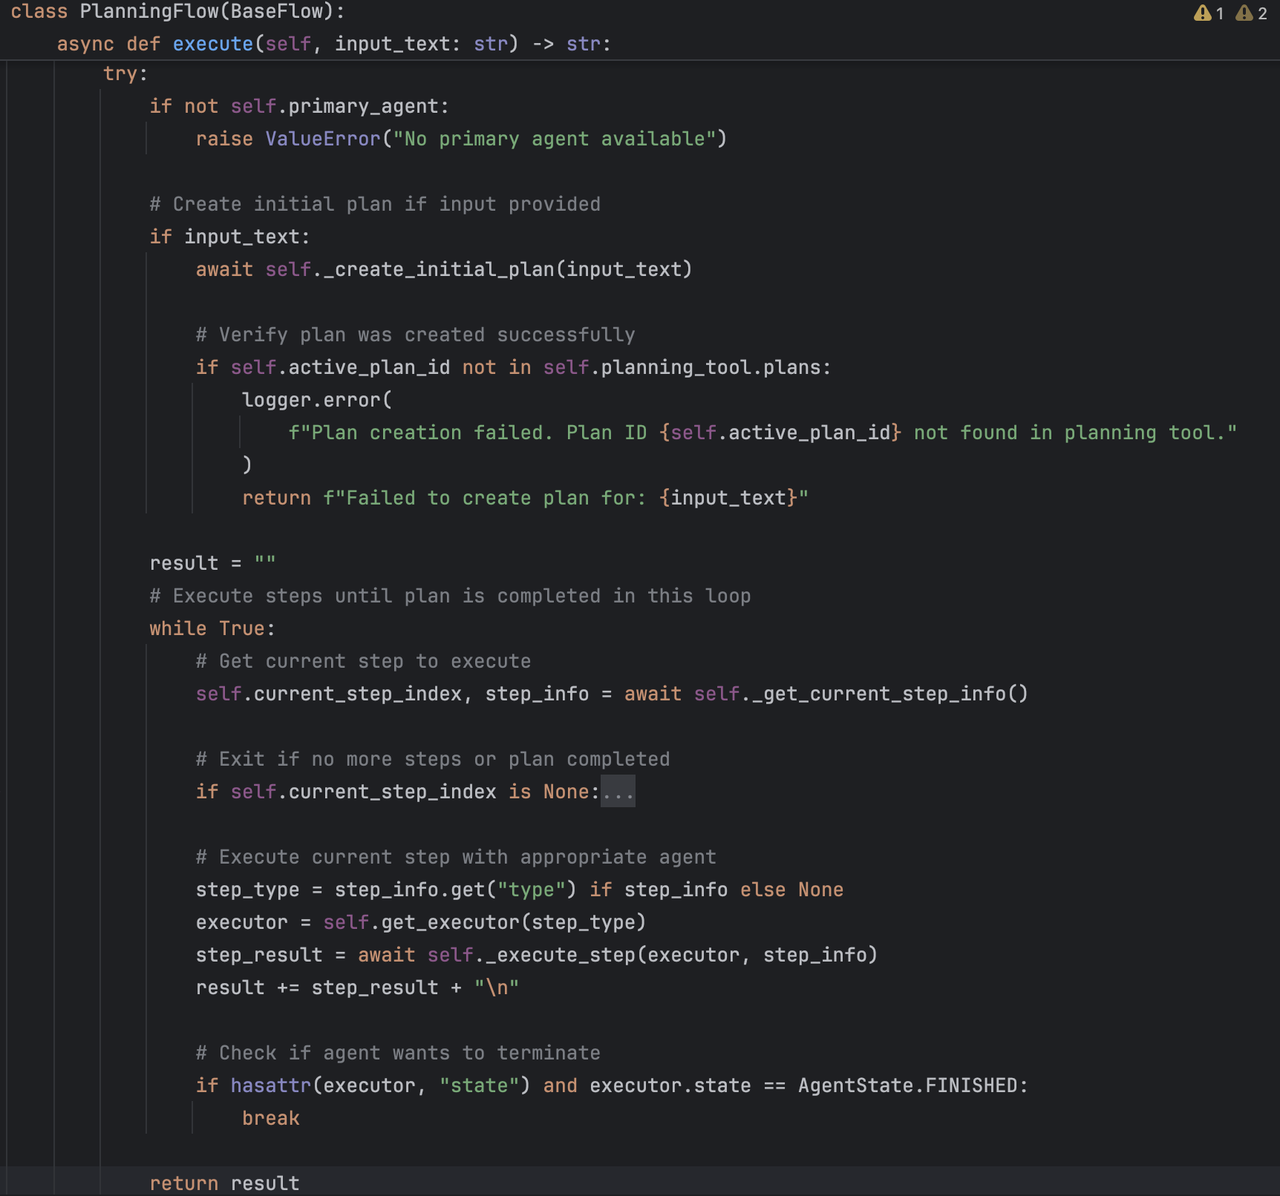 class PlanningFlow(BaseFlow):
1 2
    async def execute(self, input_text: str) -> str:
        try:
            if not self.primary_agent:
                raise ValueError("No primary agent available")

            # Create initial plan if input provided
            if input_text:
                await self._create_initial_plan(input_text)

                # Verify plan was created successfully
                if self.active_plan_id not in self.planning_tool.plans:
                    logger.error(
                        f"Plan creation failed. Plan ID {self.active_plan_id} not found in planning tool."
                    )
                    return f"Failed to create plan for: {input_text}"

            result = ""
            # Execute steps until plan is completed in this loop
            while True:
                # Get current step to execute
                self.current_step_index, step_info = await self._get_current_step_info()

                # Exit if no more steps or plan completed
                if self.current_step_index is None:...

                # Execute current step with appropriate agent
                step_type = step_info.get("type") if step_info else None
                executor = self.get_executor(step_type)
                step_result = await self._execute_step(executor, step_info)
                result += step_result + "\n"

                # Check if agent wants to terminate
                if hasattr(executor, "state") and executor.state == AgentState.FINISHED:
                    break

            return result